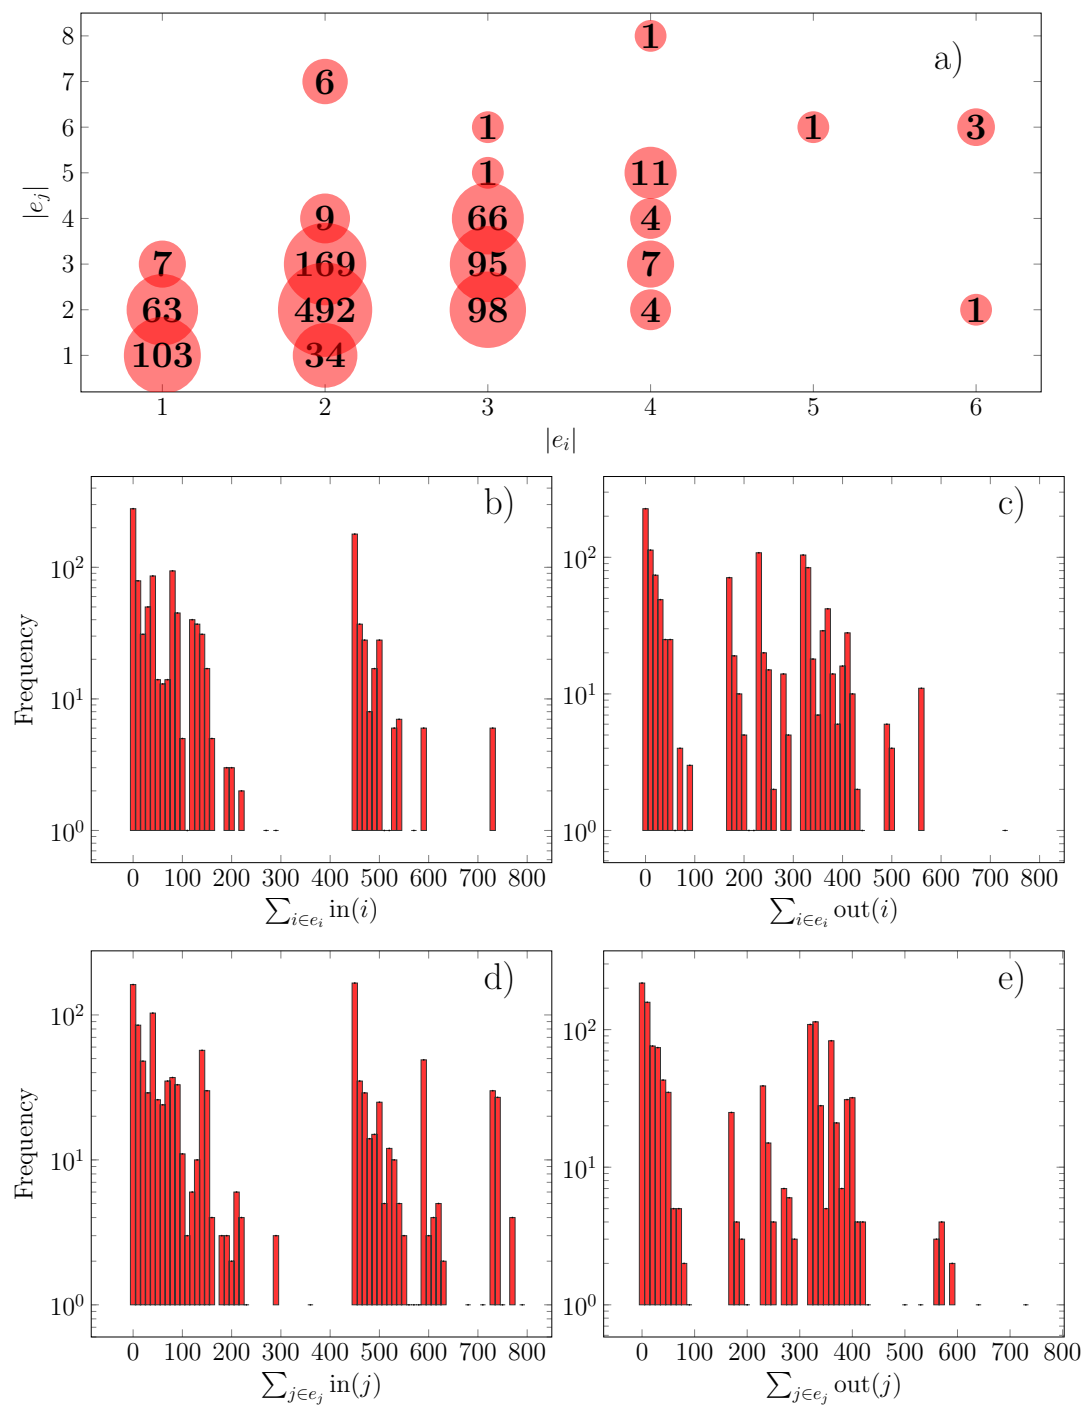 8 1 a)
7 6
6 1 1 3
5 1 11
4 9 66 4
3 7 169 95 7
2 63 492 98 4 1
1 103 34
|e_j|
1 2 3 4 5 6
|e_i|
b)
10^2
10^1
10^0
Frequency
0 100 200 300 400 500 600 700 800
∑_{i∈e_i} in(i)
c)
10^2
10^1
10^0
0 100 200 300 400 500 600 700 800
∑_{i∈e_i} out(i)
d)
10^2
10^1
10^0
Frequency
0 100 200 300 400 500 600 700 800
∑_{j∈e_j} in(j)
e)
10^2
10^1
10^0
0 100 200 300 400 500 600 700 800
∑_{j∈e_j} out(j)